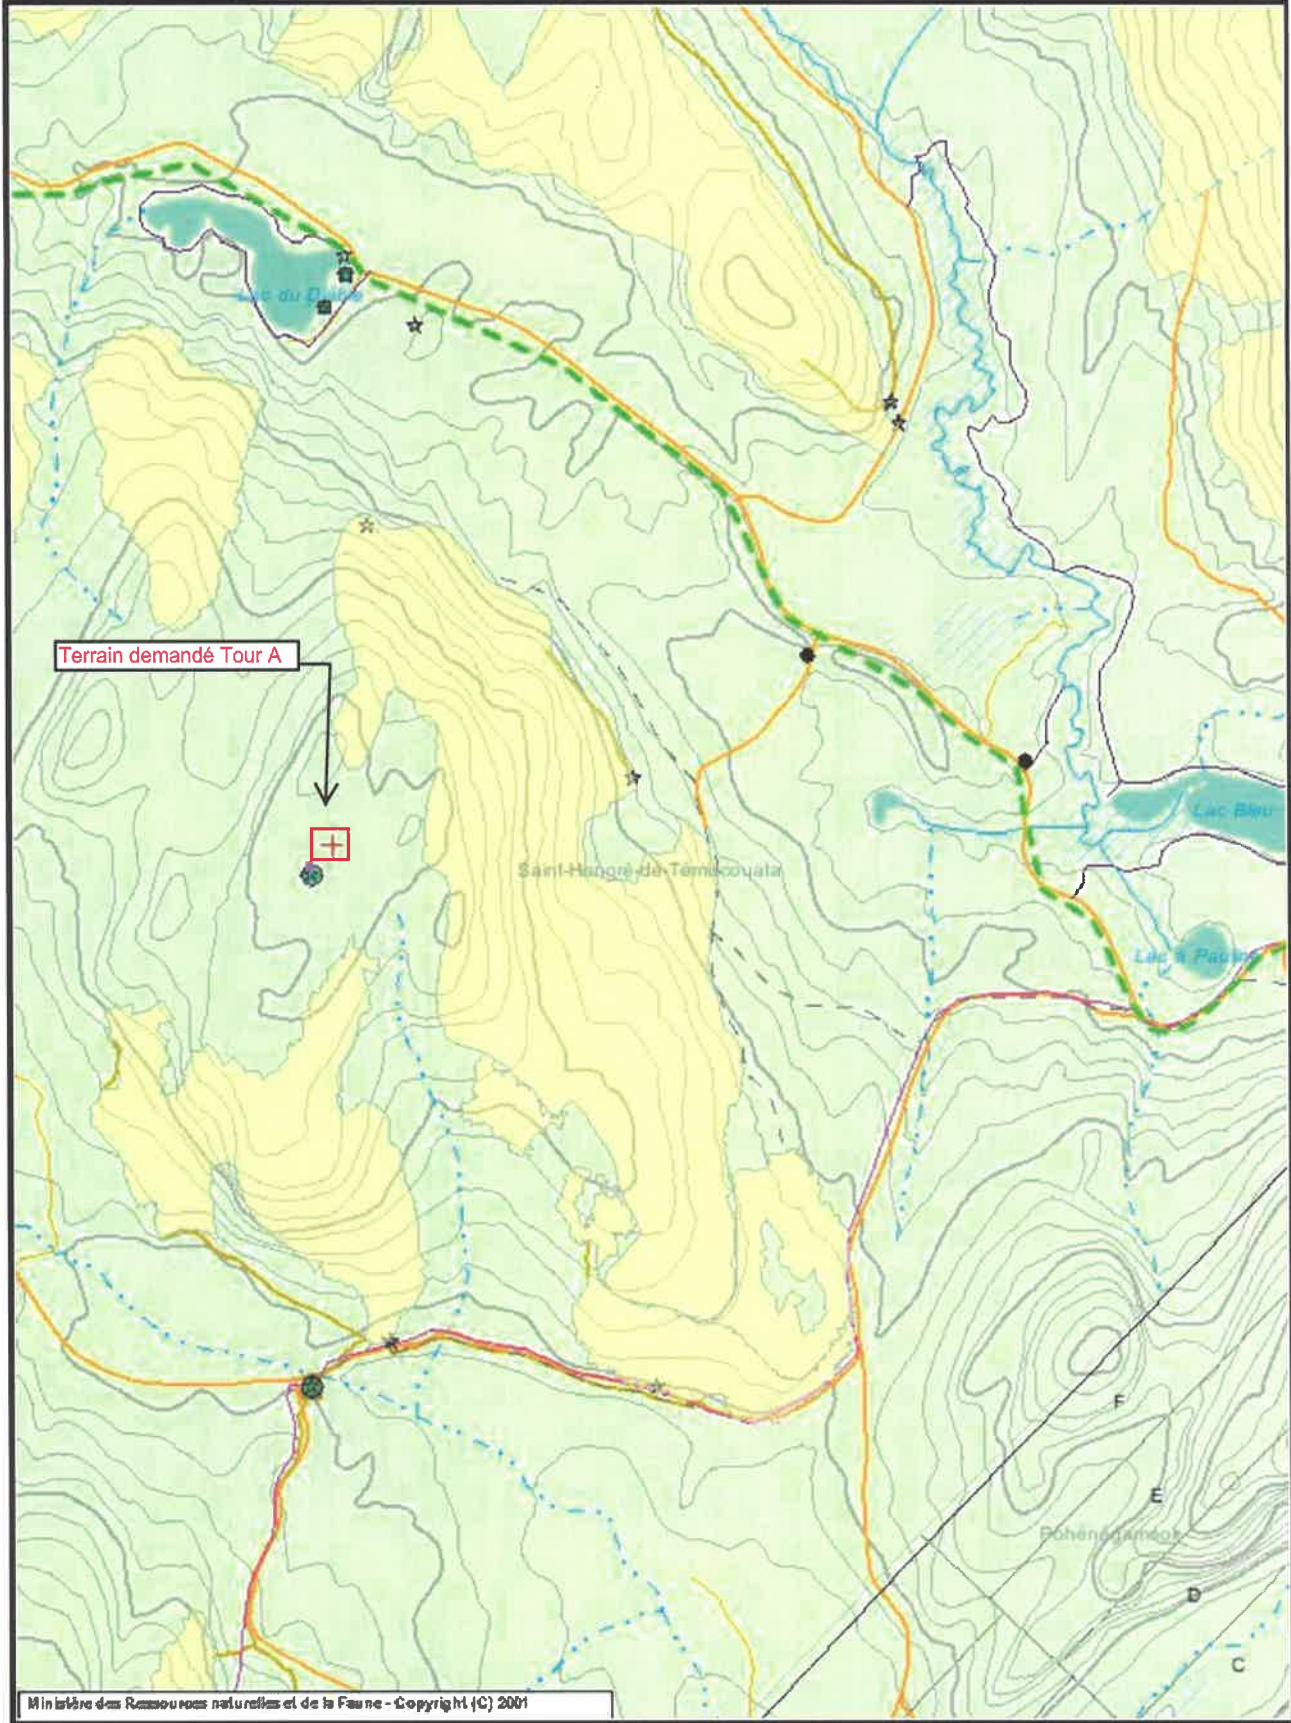 Lac du Diable
Terrain demandé Tour A
Lac Bleu
Saint-Honoré-de-Témiscouata
Lac à Pauline
F
E
Pohénégamook
D
C
Ministère des Ressources naturelles et de la Faune - Copyright (C) 2001